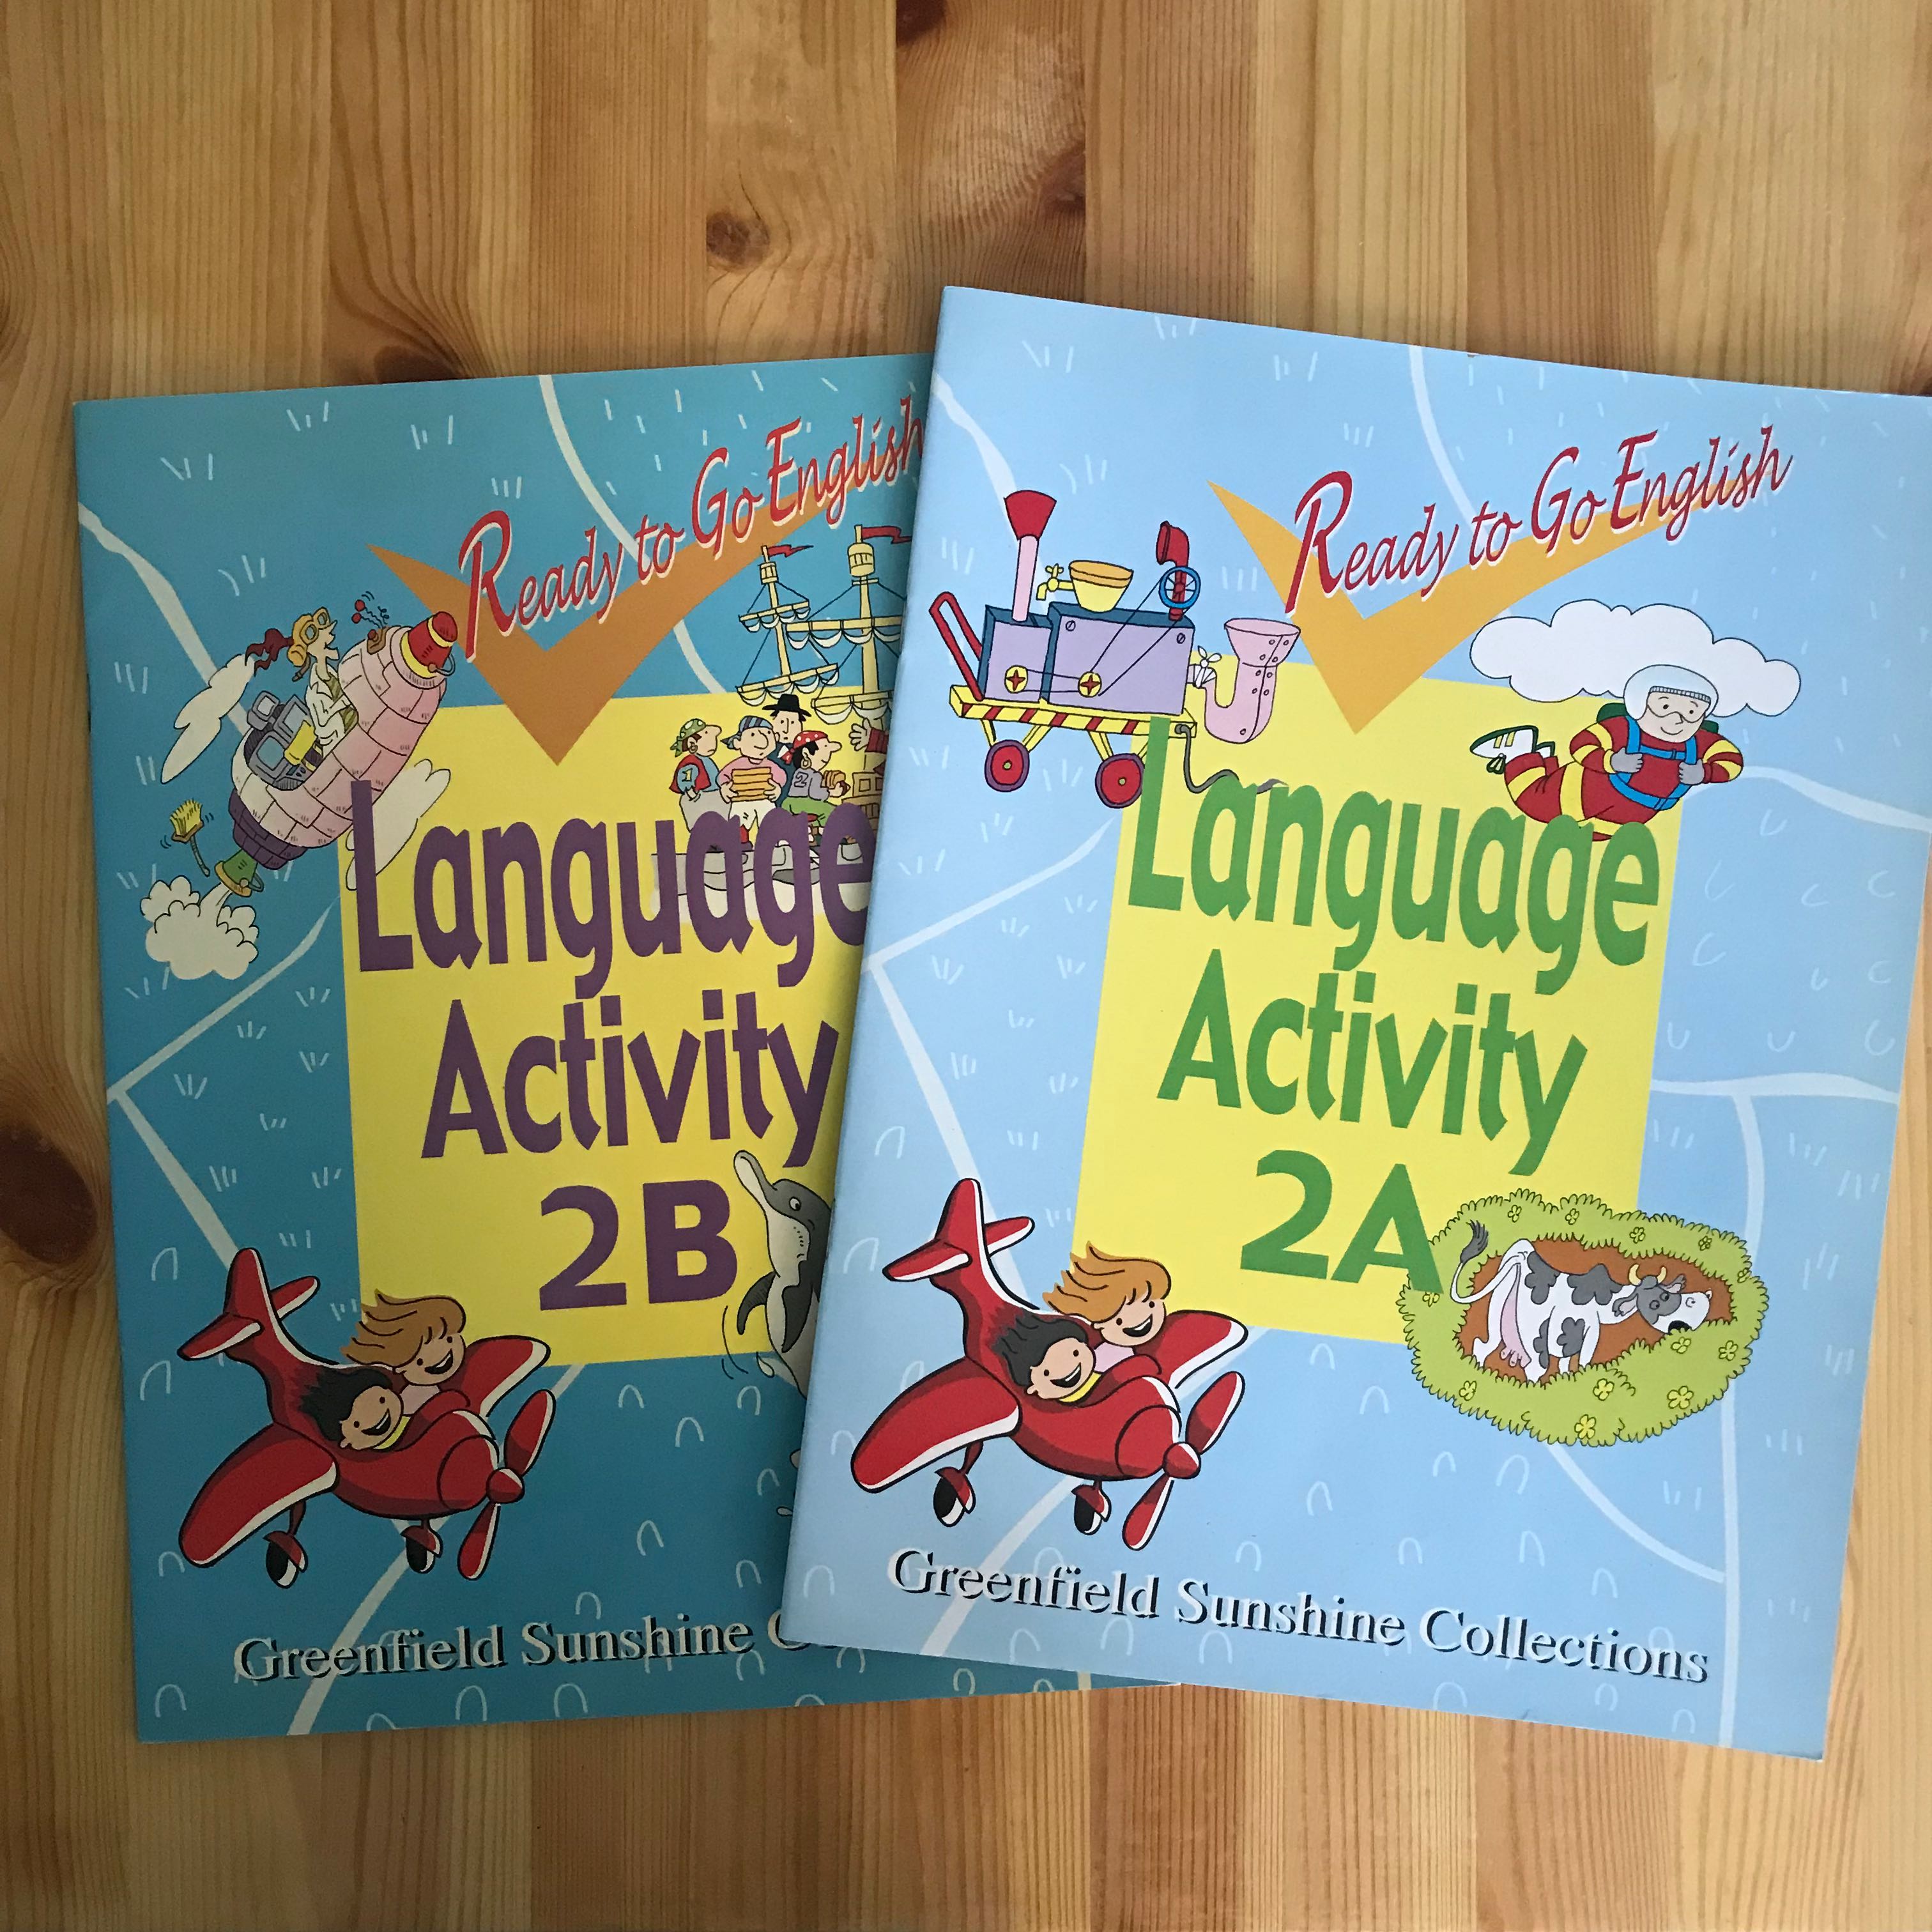 Ready to Go English
Language
Activity
2B
Greenfield Sunshine
Ready to Go English
Language
Activity
2A
Greenfield Sunshine Collections